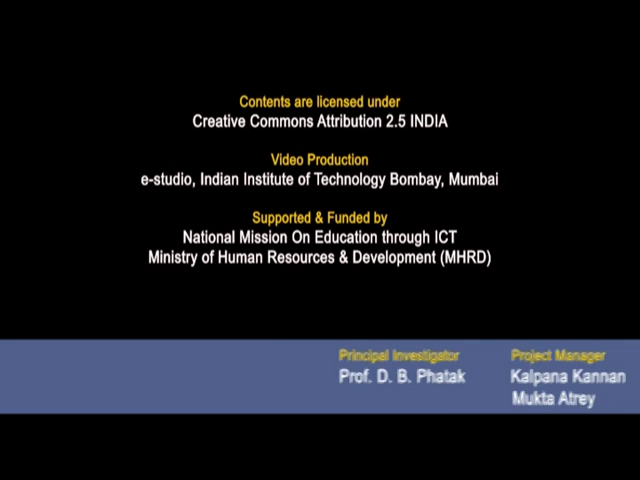 Contents are licensed under
Creative Commons Attribution 2.5 INDIA
Video Production
e-studio, Indian Institute of Technology Bombay, Mumbai
Supported & Funded by
National Mission On Education through ICT
Ministry of Human Resources & Development (MHRD)
Principal Investigator
Prof. D. B. Phatak
Project Manager
Kalpana Kannan
Mukta Atrey